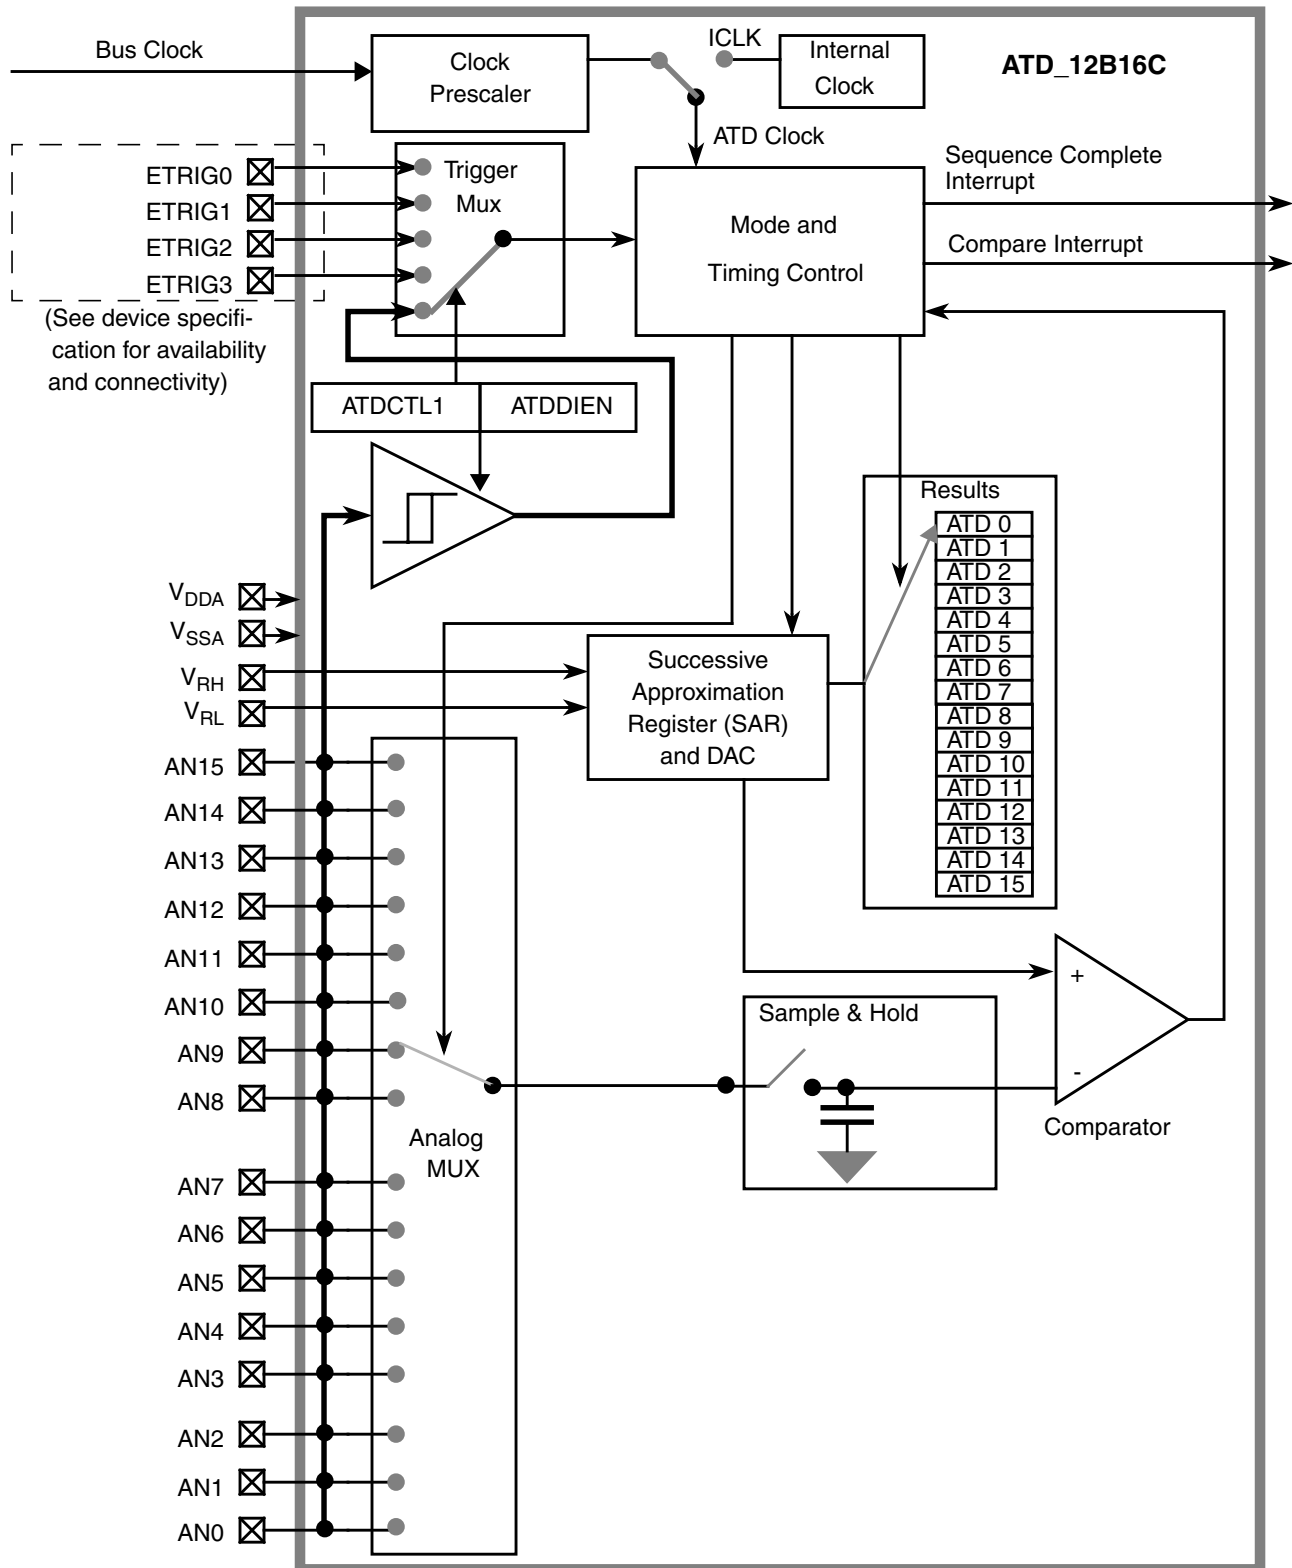 Bus Clock
Clock
Prescaler
ICLK
Internal
Clock
ATD_12B16C
ATD Clock
ETRIG0
ETRIG1
ETRIG2
ETRIG3
(See device specifi-
cation for availability
and connectivity)
Trigger
Mux
Mode and
Timing Control
Sequence Complete
Interrupt
Compare Interrupt
ATDCTL1
ATDDIEN
Results
ATD 0
ATD 1
ATD 2
ATD 3
ATD 4
ATD 5
ATD 6
ATD 7
ATD 8
ATD 9
ATD 10
ATD 11
ATD 12
ATD 13
ATD 14
ATD 15
VDDA
VSSA
VRH
VRL
Successive
Approximation
Register (SAR)
and DAC
AN15
AN14
AN13
AN12
AN11
AN10
AN9
AN8
AN7
AN6
AN5
AN4
AN3
AN2
AN1
AN0
Analog
MUX
Sample & Hold
+
-
Comparator